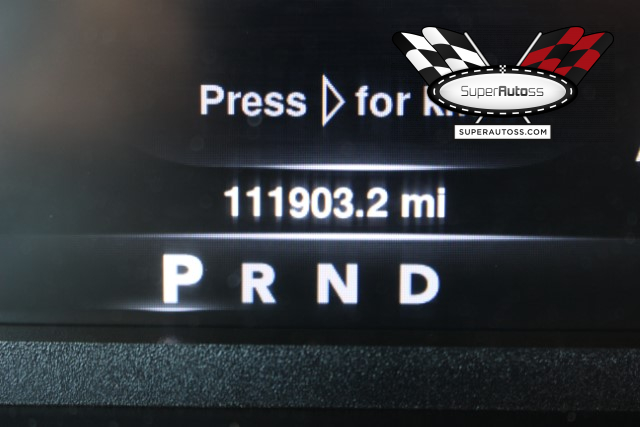 SuperAutoss
SUPERAUTOSS.COM
Press ▷ for
111903.2 mi
P R N D